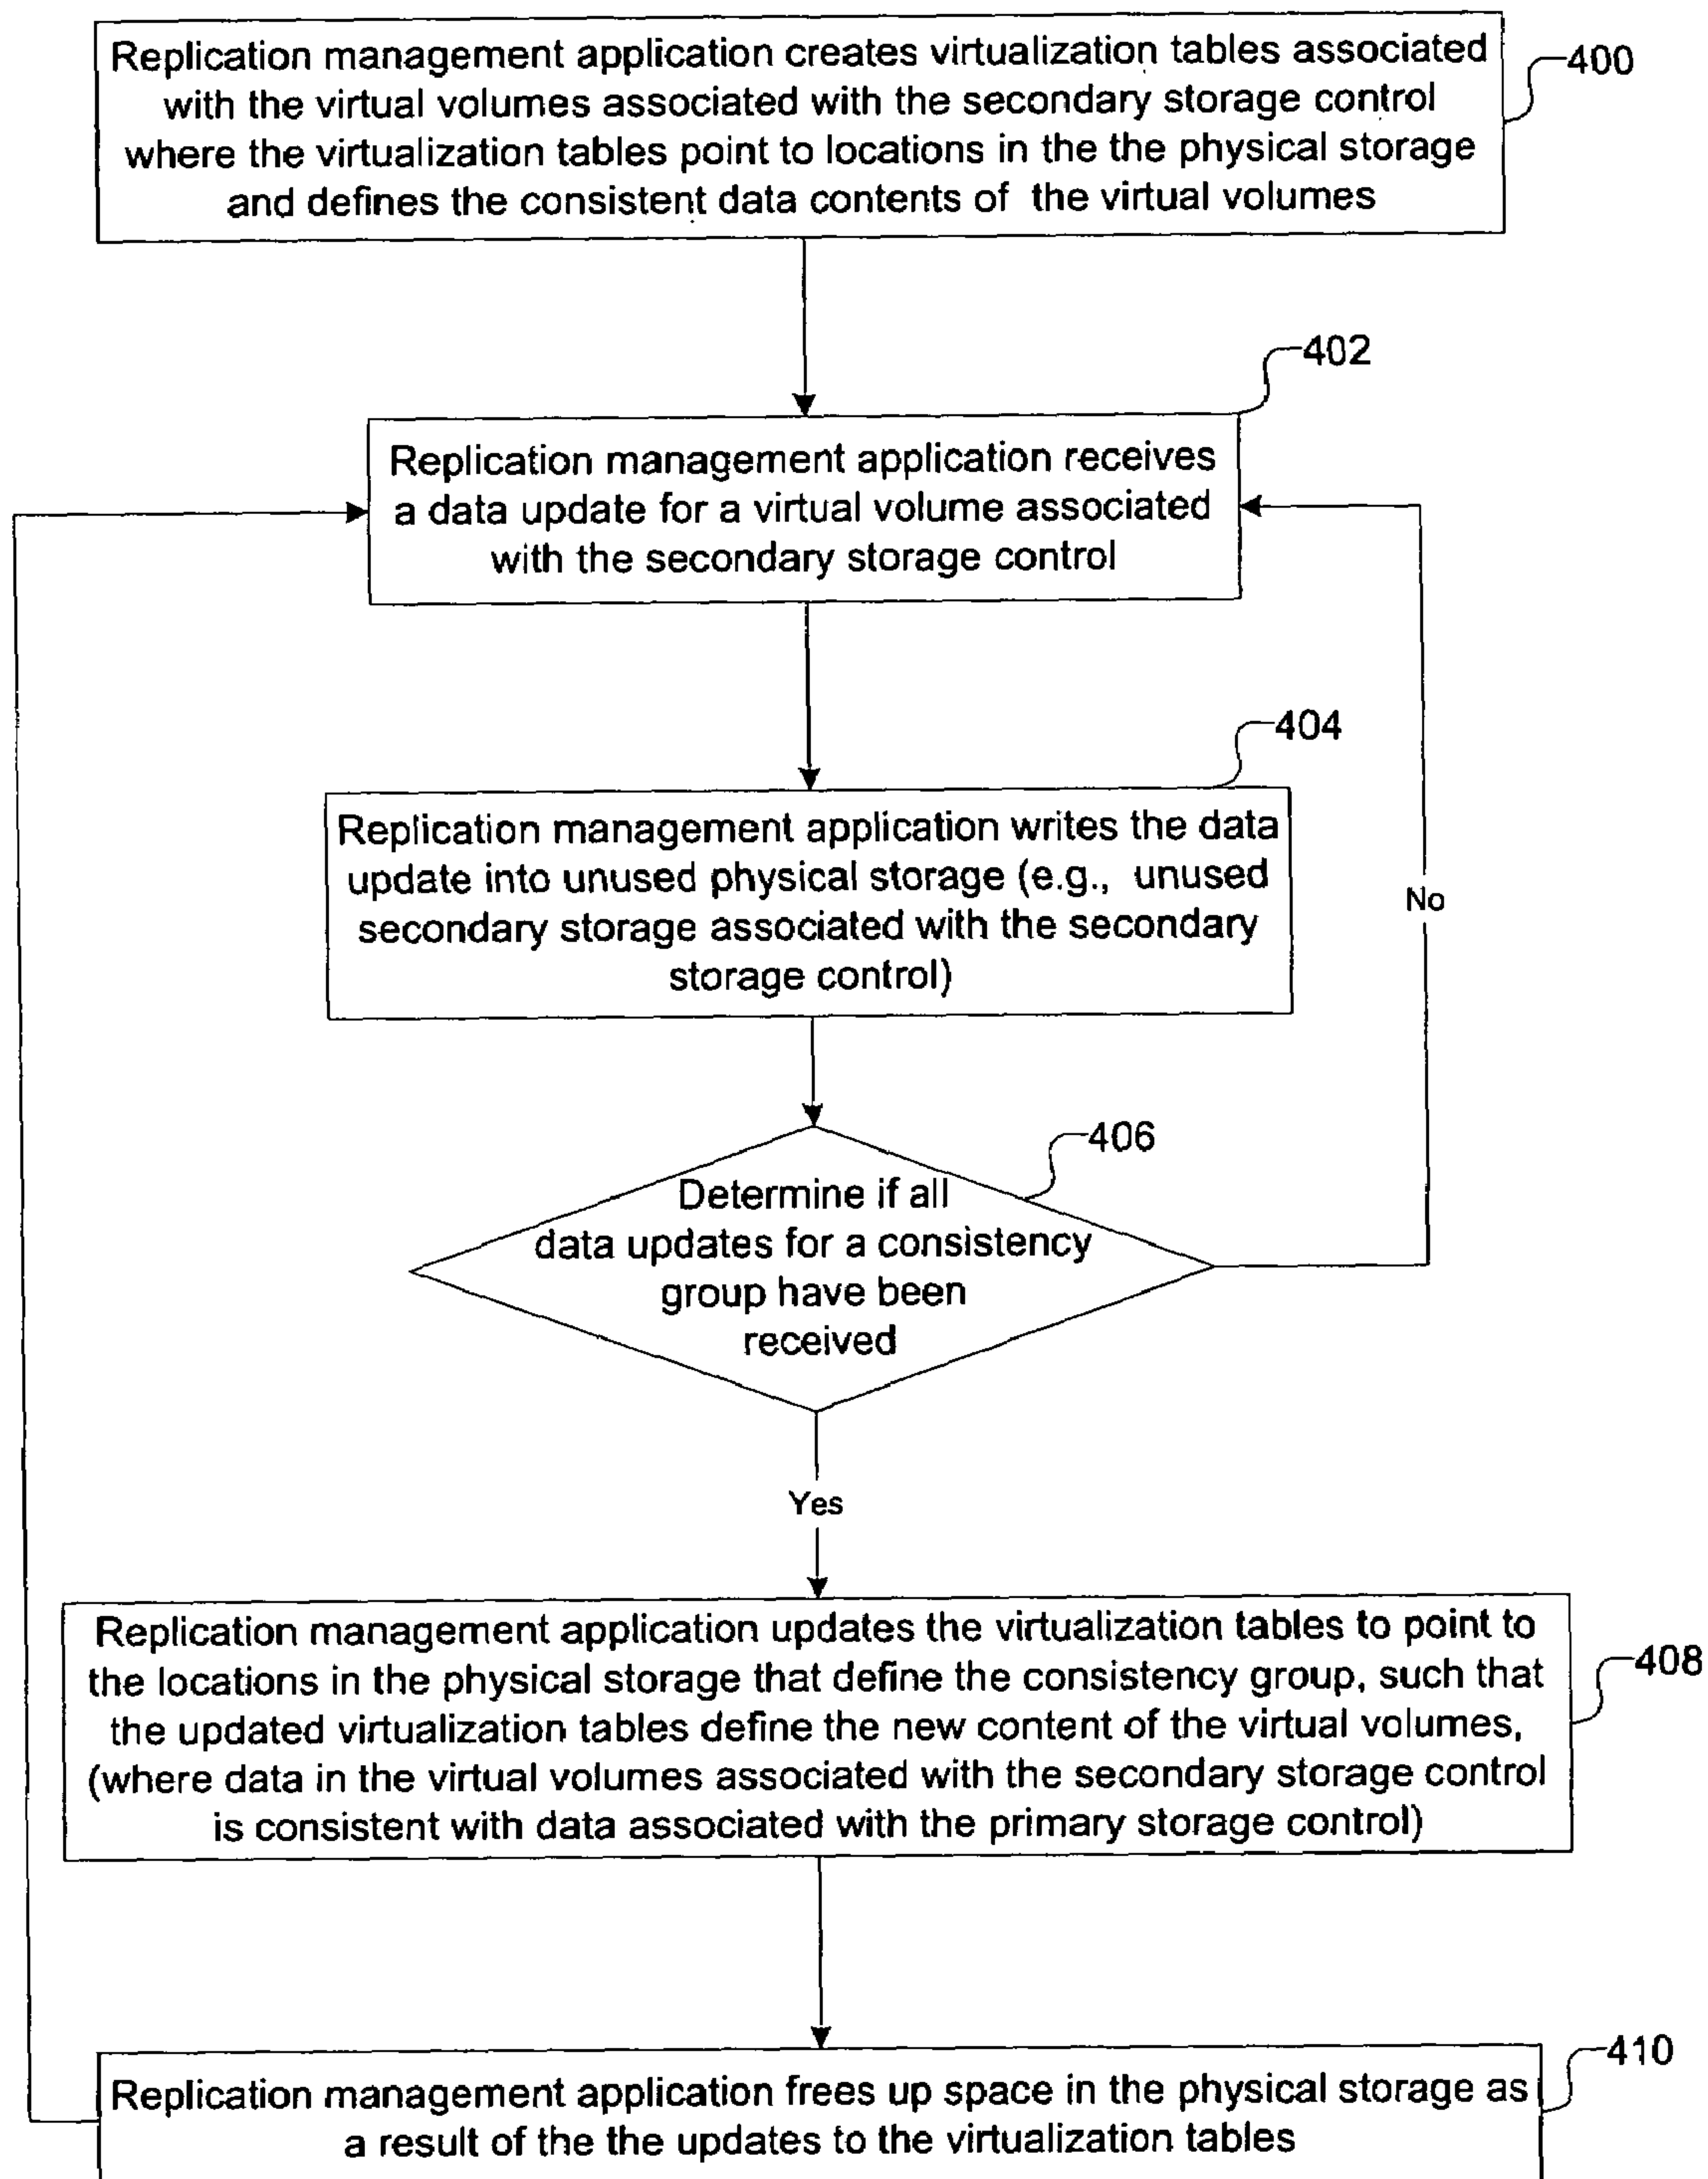 Replication management application creates virtualization tables associated
with the virtual volumes associated with the secondary storage control
where the virtualization tables point to locations in the the physical storage
and defines the consistent data contents of the virtual volumes
400
402
Replication management application receives
a data update for a virtual volume associated
with the secondary storage control
404
Replication management application writes the data
update into unused physical storage (e.g., unused
secondary storage associated with the secondary
storage control)
No
406
Determine if all
data updates for a consistency
group have been
received
Yes
Replication management application updates the virtualization tables to point to
the locations in the physical storage that define the consistency group, such that
the updated virtualization tables define the new content of the virtual volumes,
(where data in the virtual volumes associated with the secondary storage control
is consistent with data associated with the primary storage control)
408
410
Replication management application frees up space in the physical storage as
a result of the the updates to the virtualization tables